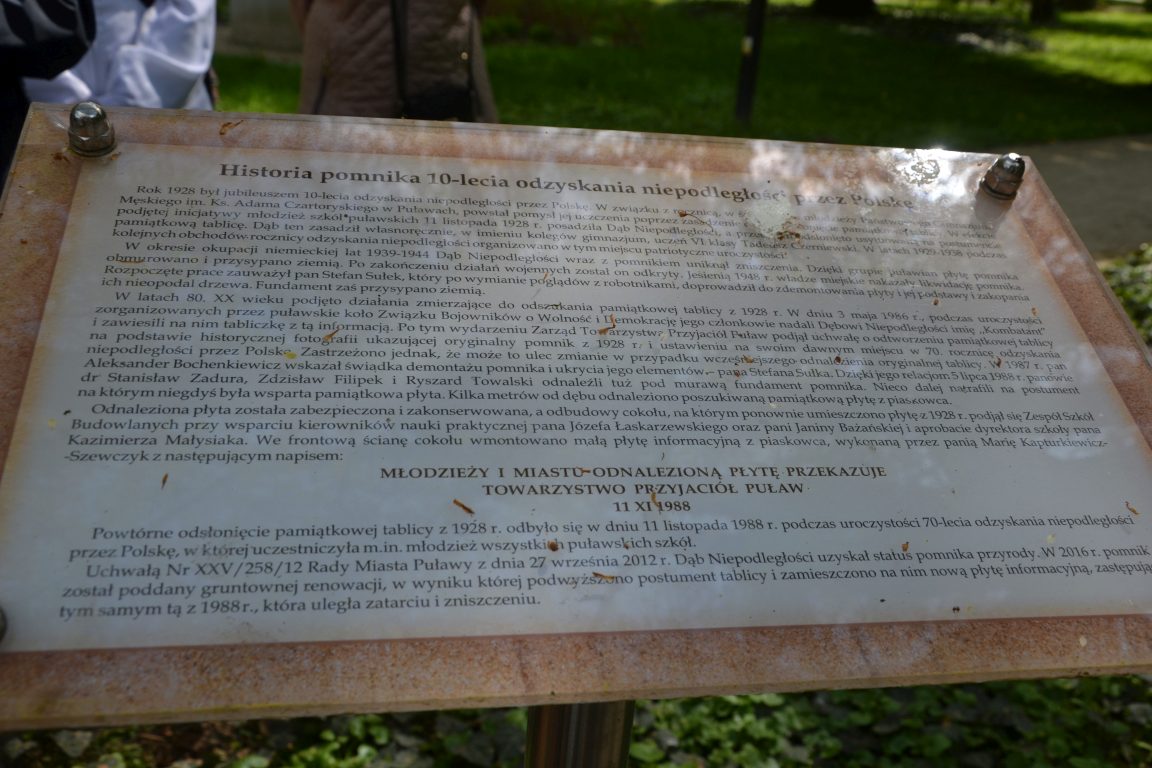 Historia pomnika 10-lecia odzyskania niepodległości przez Polskę
Rok 1928 był jubileuszem 10-lecia odzyskania niepodległości przez Polskę. W związku z rocznicą, w młodzieży Państwowego Gimnazjum
Męskiego im. Ks. Adama Czartoryskiego w Puławach, powstał pomysł jej uczczenia poprzez zasadzenie
podjętej inicjatywy młodzież szkół puławskich 11 listopada 1928 r. posadziła Dąb Niepodległości, a przed
pamiątkową tablicę. Dąb ten zasadził własnoręcznie, w imieniu kolegów gimnazjum, uczeń VI klasy Tadeusz W latach 1929-1938 podczas
kolejnych obchodów rocznicy odzyskania niepodległości organizowano w tym miejscu patriotyczne uroczystości.
W okresie okupacji niemieckiej lat 1939-1944 Dąb Niepodległości wraz z pomnikiem uniknął zniszczenia. Dzięki grupie puławian płytę pomnika
obmurowano i przysypano ziemią. Po zakończeniu działań wojennych został on odkryty. Jesienią 1948 r. władze miejskie nakazały likwidację pomnika.
Rozpoczęte prace zauważył pan Stefan Sułek, który po wymianie poglądów z robotnikami, doprowadził do zdemontowania płyty i jej podstawy i zakopania
ich nieopodal drzewa. Fundament zaś przysypano ziemią.
W latach 80. XX wieku podjęto działania zmierzające do odszukania pamiątkowej tablicy z 1928 r. W dniu 3 maja 1986 r., podczas uroczystości
zorganizowanych przez puławskie koło Związku Bojowników o Wolność i Demokrację jego członkowie nadali Dębowi Niepodległości imię „Kombatant"
i zawiesili na nim tabliczkę z tą informacją. Po tym wydarzeniu Zarząd Towarzystwa Przyjaciół Puław podjął uchwałę o odtworzeniu pamiątkowej tablicy
na podstawie historycznej fotografii ukazującej oryginalny pomnik z 1928 r. i ustawieniu na swoim dawnym miejscu w 70. rocznicę odzyskania
niepodległości przez Polskę. Zastrzeżono jednak, że może to ulec zmianie w przypadku wcześniejszego odnalezienia oryginalnej tablicy. W 1987 r. pan
Aleksander Bochenkiewicz wskazał świadka demontażu pomnika i ukrycia jego elementów - pana Stefana Sułka. Dzięki jego relacjom 5 lipca 1988 r. panowie
dr Stanisław Zadura, Zdzisław Filipek i Ryszard Towalski odnaleźli tuż pod murawą fundament pomnika. Nieco dalej natrafili na postument
na którym niegdyś była wsparta pamiątkowa płyta. Kilka metrów od dębu odnaleziono poszukiwaną pamiątkową płytę z piaskowca.
Odnaleziona płyta została zabezpieczona i zakonserwowana, a odbudowy cokołu, na którym ponownie umieszczono płytę z 1928 r. podjął się Zespół Szkół
Budowlanych przy wsparciu kierowników nauki praktycznej pana Józefa Łaskarzewskiego oraz pani Janiny Bażańskiej i aprobacie dyrektora szkoły pana
Kazimierza Małysiaka. We frontową ścianę cokołu wmontowano małą płytę informacyjną z piaskowca, wykonaną przez panią Marię Kapturkiewicz-
-Szewczyk z następującym napisem:
MŁODZIEŻY I MIASTU ODNALEZIONĄ PŁYTĘ PRZEKAZUJE
TOWARZYSTWO PRZYJACIÓŁ PUŁAW
11 XI 1988
Powtórne odsłonięcie pamiątkowej tablicy z 1928 r. odbyło się w dniu 11 listopada 1988 r. podczas uroczystości 70-lecia odzyskania niepodległości
przez Polskę, w której uczestniczyła m.in. młodzież wszystkich puławskich szkół.
Uchwałą Nr XXV/258/12 Rady Miasta Puławy z dnia 27 września 2012 r. Dąb Niepodległości uzyskał status pomnika przyrody. W 2016 r. pomnik
został poddany gruntownej renowacji, w wyniku której podwyższono postument tablicy i zamieszczono na nim nową płytę informacyjną, zastępując
tym samym tą z 1988 r., która uległa zatarciu i zniszczeniu.